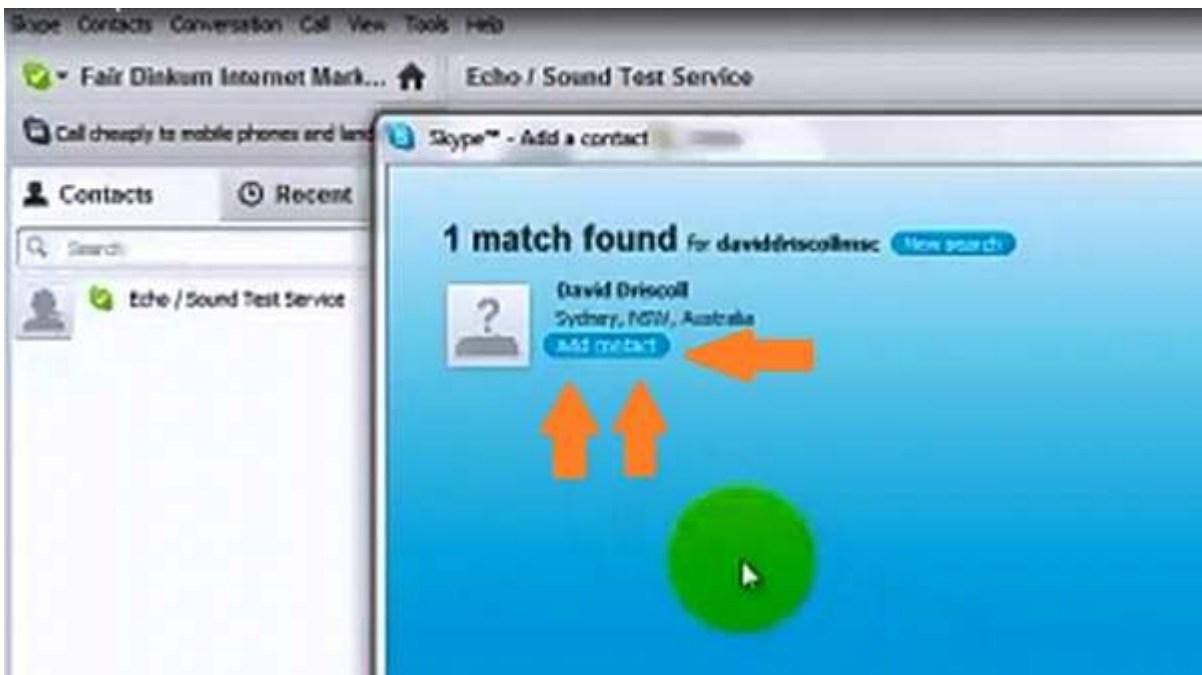 Skype Contacts Conversation Call View Tools Help
Fair Dinkum Internet Mark... Echo / Sound Test Service
Call cheaply to mobile phones and land
Skype™ - Add a contact
Contacts Recent
1 match found for daviddriscollmsc New search
Search
David Driscoll
Echo / Sound Test Service
Sydney, NSW, Australia
Add contact